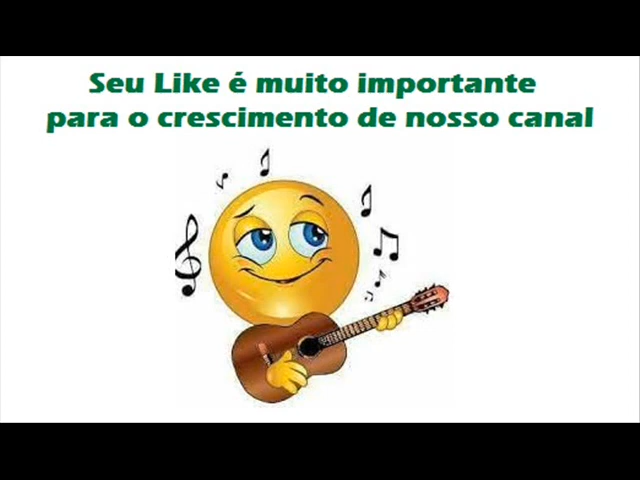 Seu Like é muito importante
para o crescimento de nosso canal